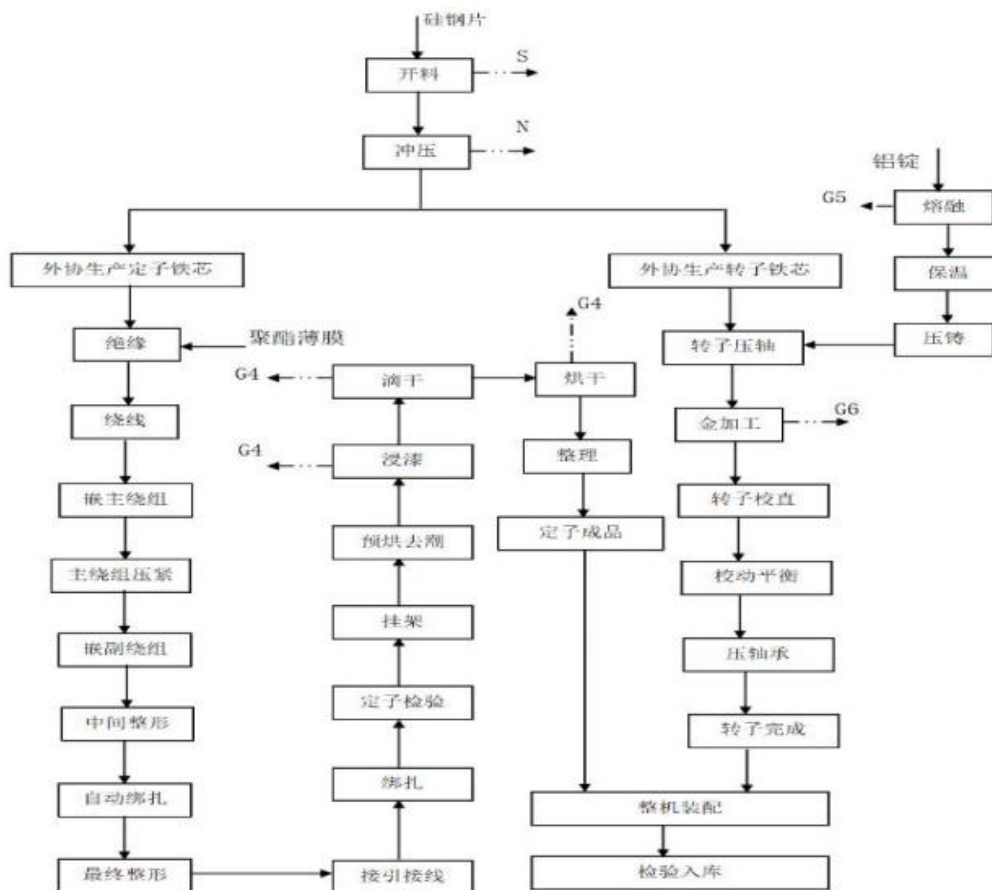 硅钢片
开料
S
冲压
N
铝锭
熔融
G5
保温
压铸
外协生产定子铁芯
外协生产转子铁芯
绝缘
聚酯薄膜
绕线
嵌主绕组
主绕组压紧
嵌副绕组
中间整形
自动绑扎
最终整形
接引接线
绑扎
定子检验
挂架
预烘去潮
浸漆
G4
滴干
G4
烘干
G4
整理
定子成品
转子压轴
金加工
G6
转子校直
校动平衡
压轴承
转子完成
整机装配
检验入库